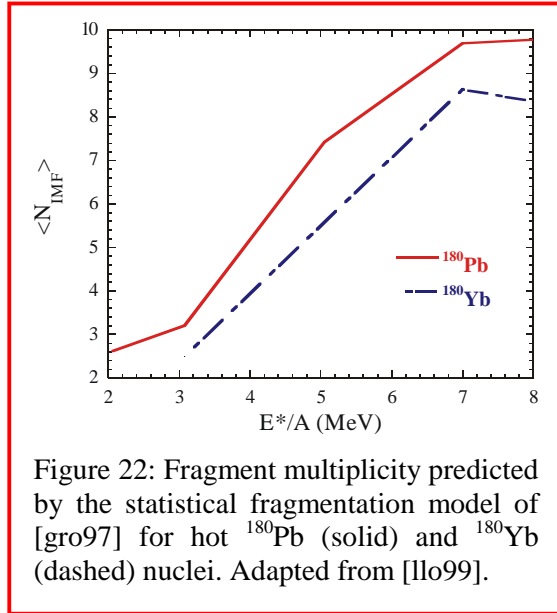 10
9
8
7
6
5
4
3
2
<N_IMF>
180Pb
180Yb
2 3 4 5 6 7 8
E*/A (MeV)
Figure 22: Fragment multiplicity predicted
by the statistical fragmentation model of
[gro97] for hot 180Pb (solid) and 180Yb
(dashed) nuclei. Adapted from [llo99].